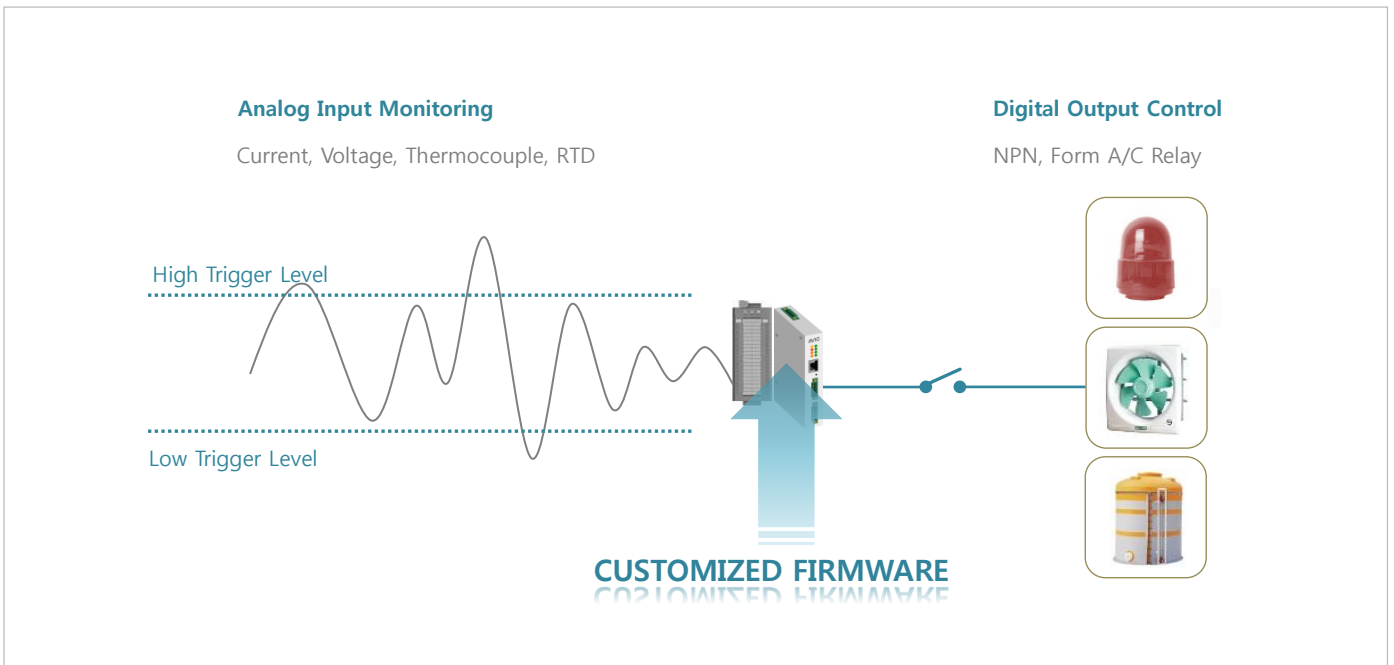 Analog Input Monitoring
Current, Voltage, Thermocouple, RTD
Digital Output Control
NPN, Form A/C Relay
High Trigger Level
Low Trigger Level
CUSTOMIZED FIRMWARE